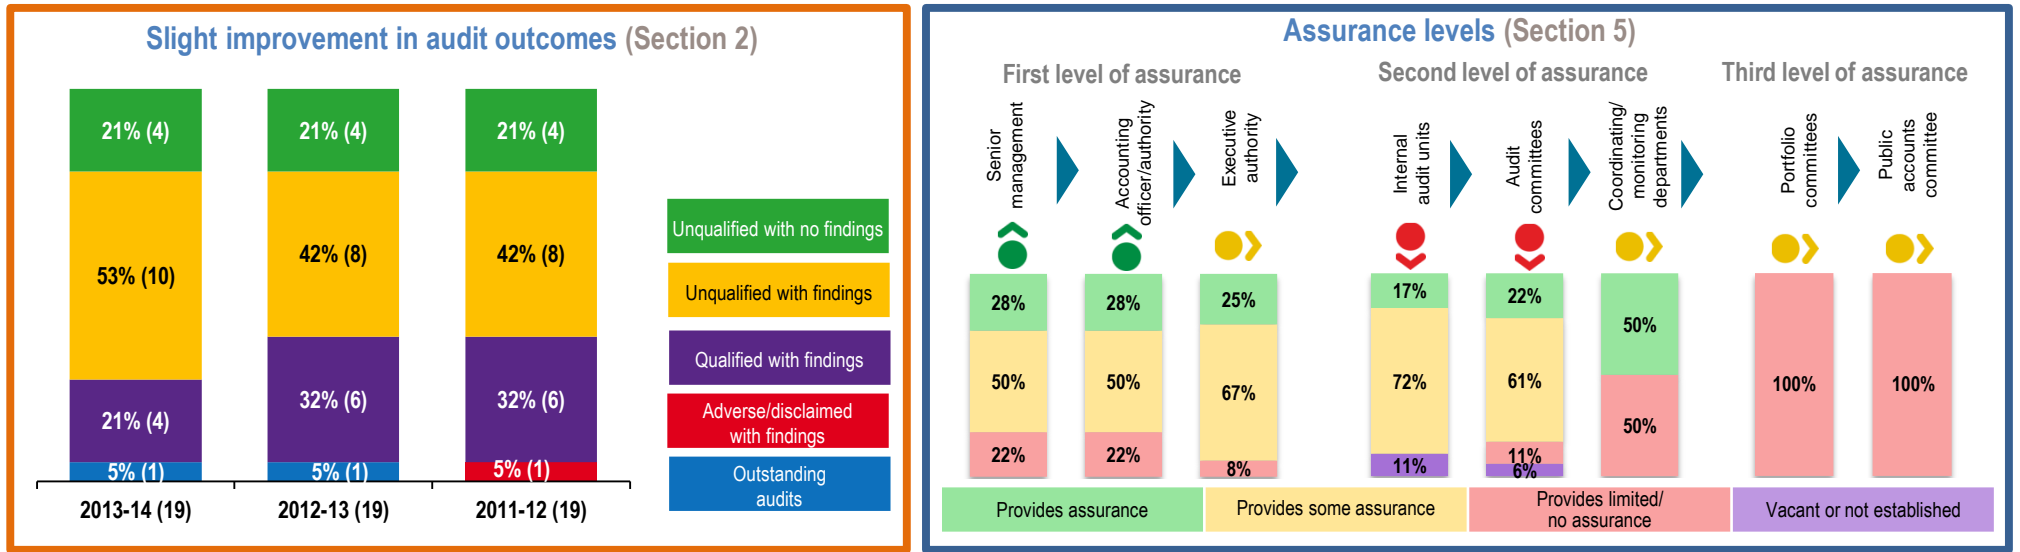 Slight improvement in audit outcomes (Section 2)
21% (4)
21% (4)
21% (4)
53% (10)
42% (8)
42% (8)
21% (4)
32% (6)
32% (6)
5% (1)
5% (1)
5% (1)
2013-14 (19)
2012-13 (19)
2011-12 (19)
Unqualified with no findings
Unqualified with findings
Qualified with findings
Adverse/disclaimed
with findings
Outstanding
audits
Assurance levels (Section 5)
First level of assurance
Second level of assurance
Third level of assurance
Senior
management
Accounting
officer/authority
Executive
authority
Internal
audit units
Audit
committees
Coordinating/
monitoring
departments
Portfolio
committees
Public
accounts
committee
28%
50%
22%
28%
50%
22%
25%
67%
8%
17%
72%
11%
22%
61%
11%
6%
50%
50%
100%
100%
Provides assurance
Provides some assurance
Provides limited/
no assurance
Vacant or not established